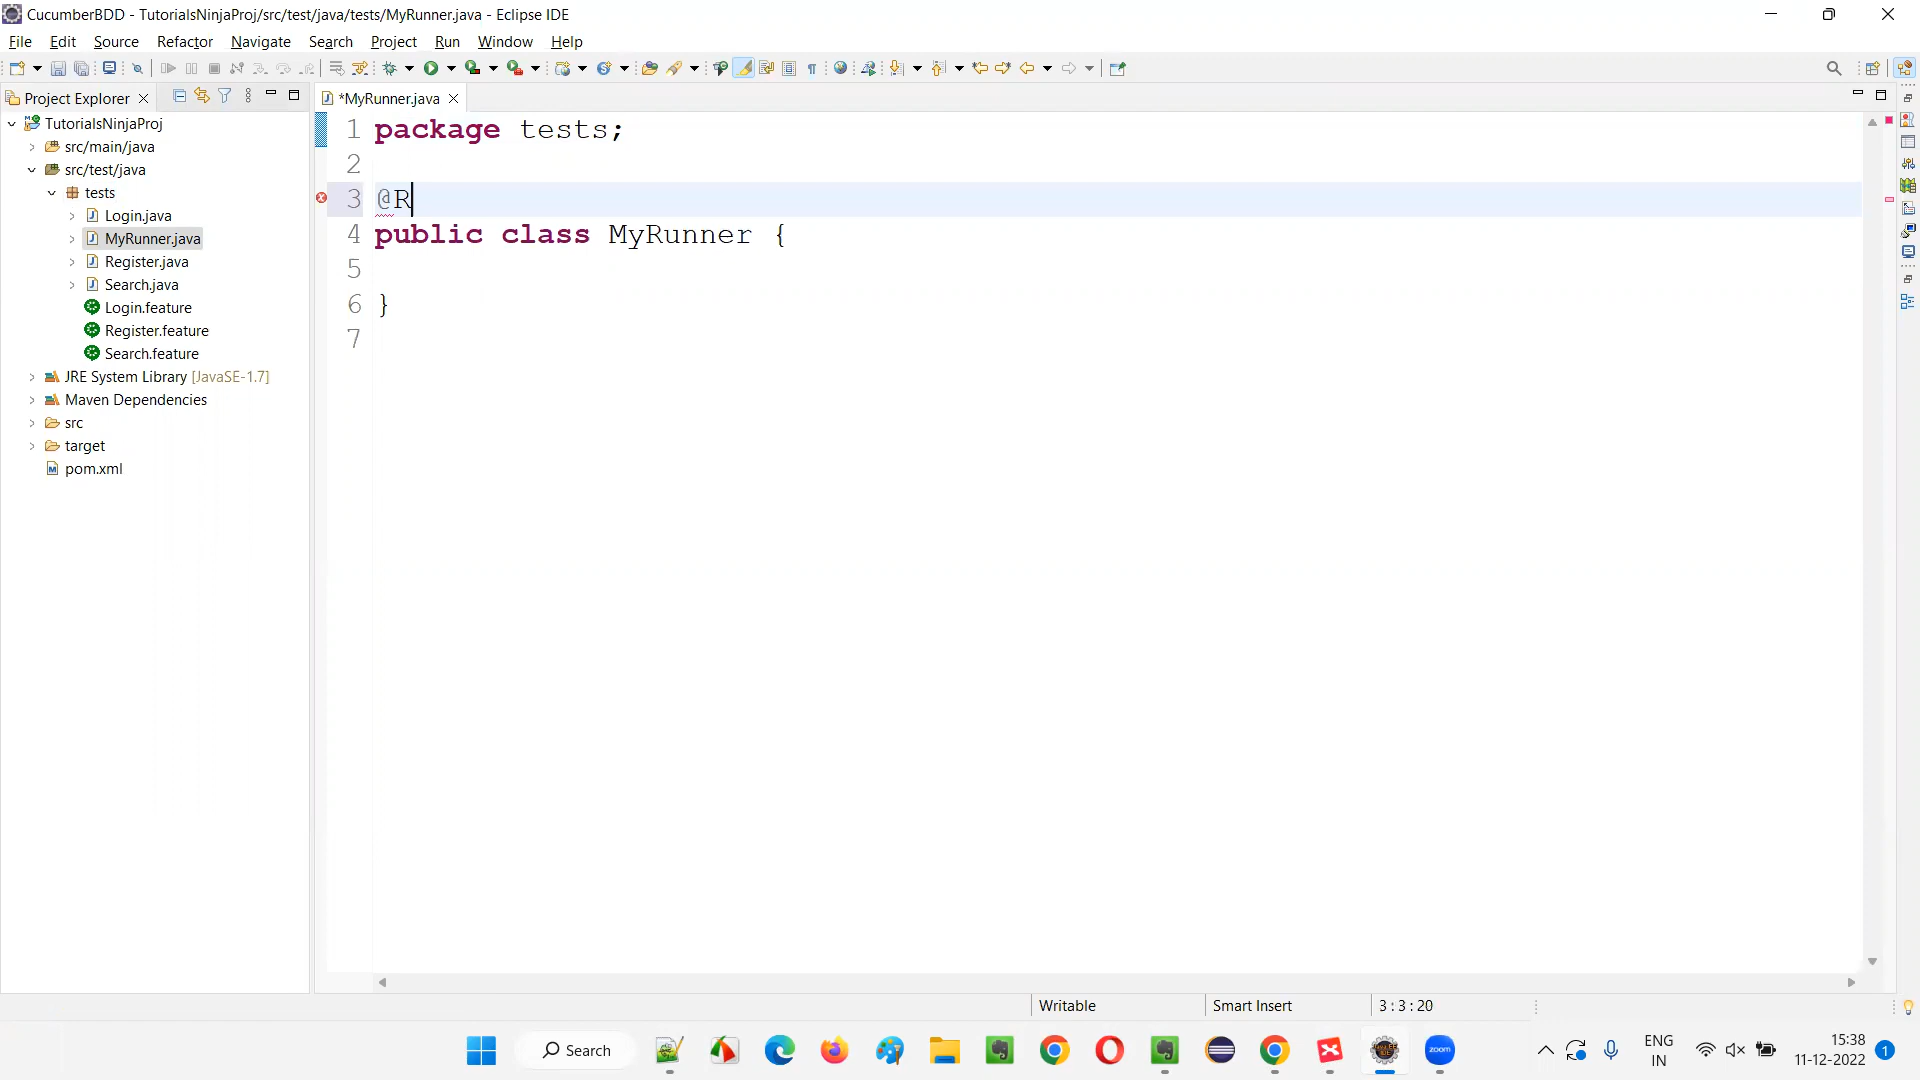 CucumberBDD - TutorialsNinjaProj/src/test/java/tests/MyRunner.java - Eclipse IDE
File Edit Source Refactor Navigate Search Project Run Window Help
Project Explorer
TutorialsNinjaProj
src/main/java
src/test/java
tests
Login.java
MyRunner.java
Register.java
Search.java
Login.feature
Register.feature
Search.feature
JRE System Library [JavaSE-1.7]
Maven Dependencies
src
target
pom.xml
*MyRunner.java
1 package tests;
2
3 @R
4 public class MyRunner {
5
6 }
7
Writable Smart Insert 3 : 3 : 20
Search
zoom
ENG
IN
15:38
11-12-2022
1